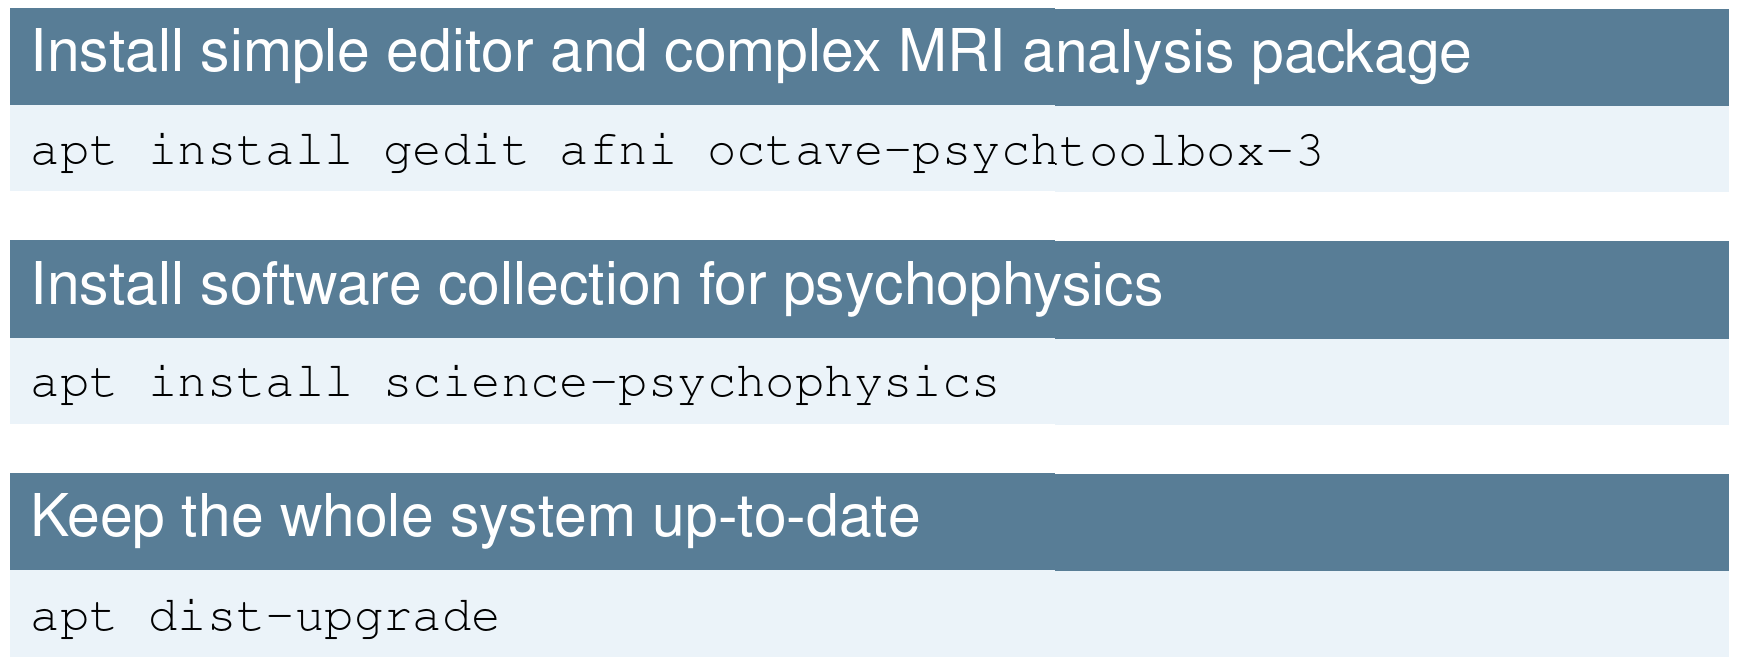 Install simple editor and complex MRI analysis package
apt install gedit afni octave-psychtoolbox-3
Install software collection for psychophysics
apt install science-psychophysics
Keep the whole system up-to-date
apt dist-upgrade